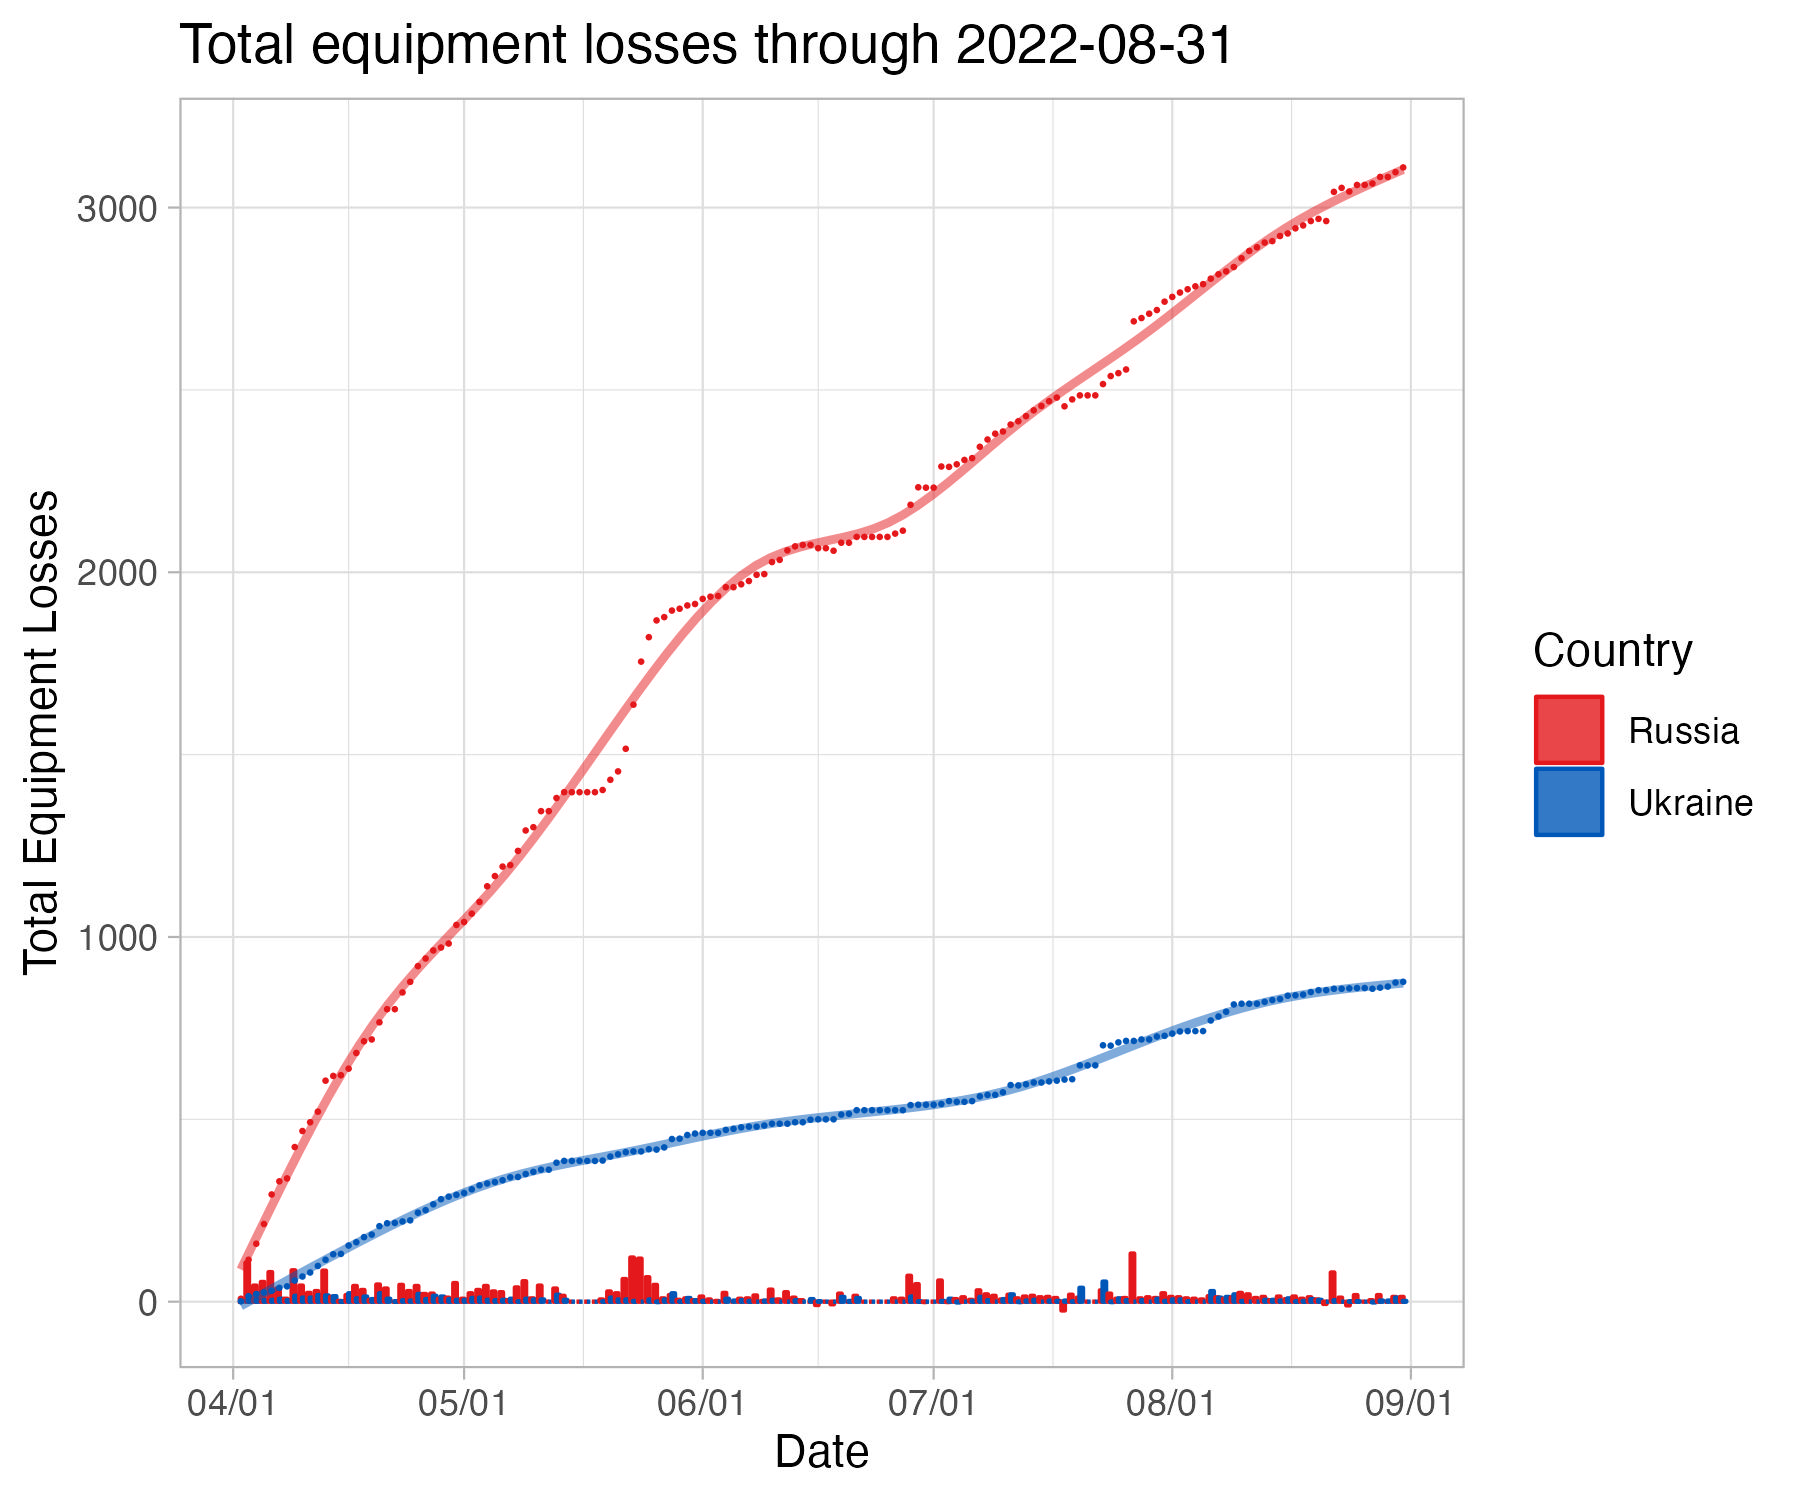 Total equipment losses through 2022-08-31
Total Equipment Losses
3000
2000
1000
0
04/01 05/01 06/01 07/01 08/01 09/01
Date
Country
Russia
Ukraine